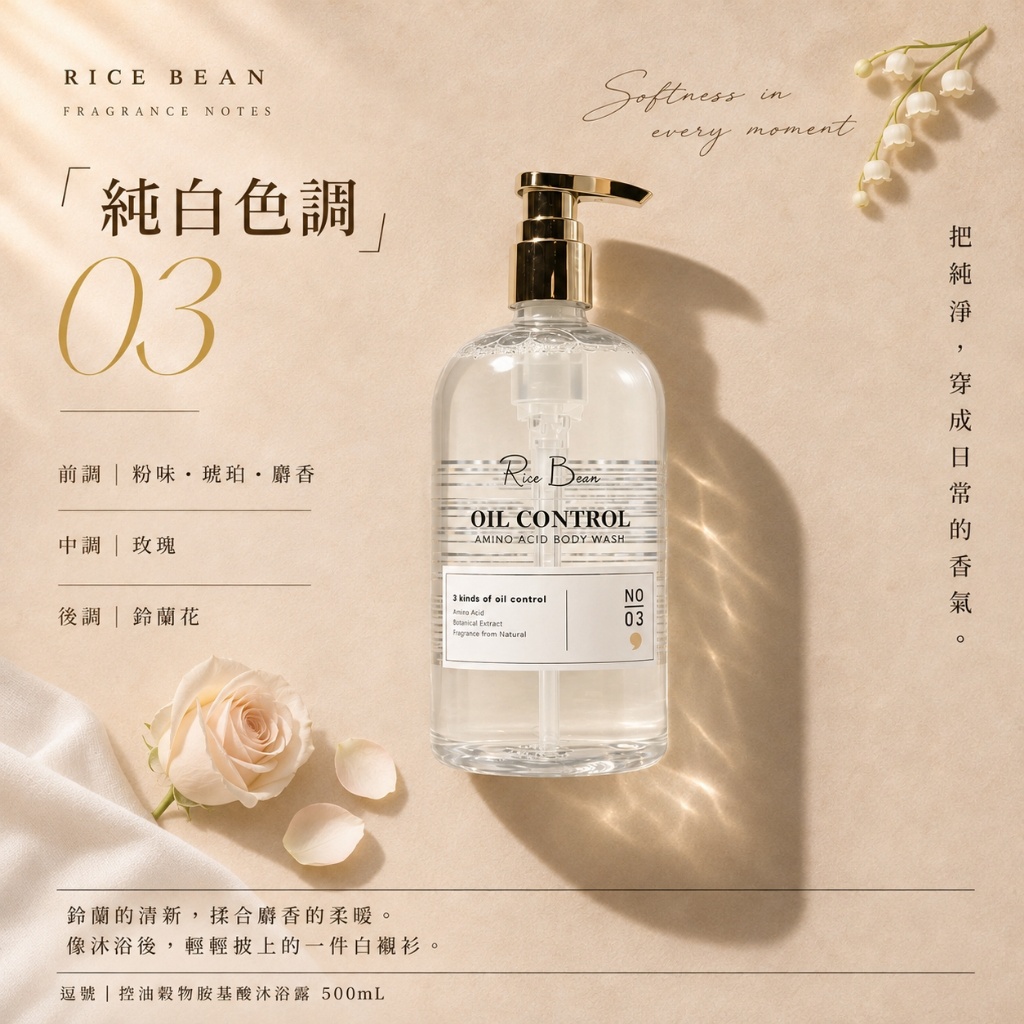 RICE BEAN
FRAGRANCE NOTES
Softness in
every moment
「純白色調」
03
把純淨，穿成日常的香氣。
前調｜粉味・琥珀・麝香
中調｜玫瑰
後調｜鈴蘭花
Rice Bean
OIL CONTROL
AMINO ACID BODY WASH
3 kinds of oil control
Amino Acid
Botanical Extract
Fragrance from Natural
NO
03
鈴蘭的清新，揉合麝香的柔暖。
像沐浴後，輕輕披上的一件白襯衫。
逗號｜控油穀物胺基酸沐浴露 500mL